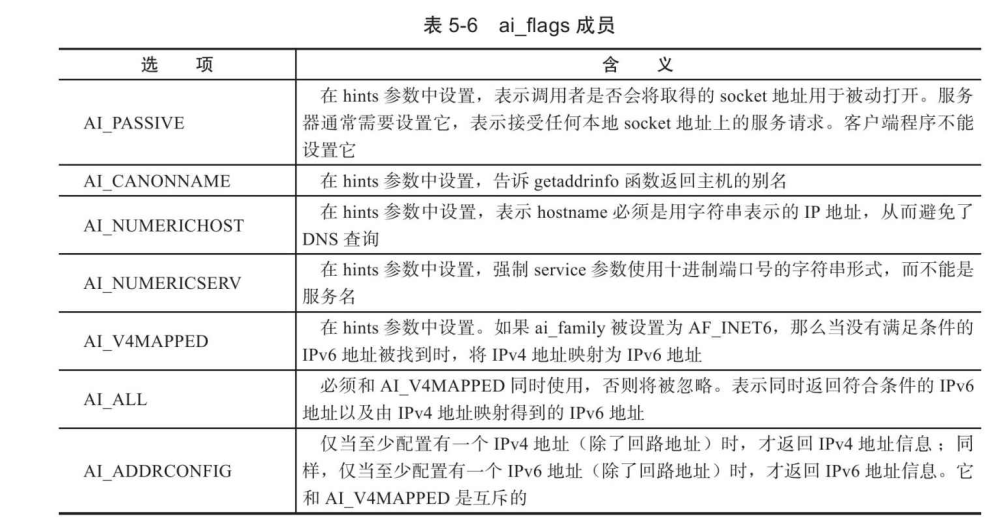 表 5-6 ai_flags 成员
选 项 含 义
AI_PASSIVE
在 hints 参数中设置，表示调用者是否会将取得的 socket 地址用于被动打开。服务
器通常需要设置它，表示接受任何本地 socket 地址上的服务请求。客户端程序不能
设置它
AI_CANONNAME 在 hints 参数中设置，告诉 getaddrinfo 函数返回主机的别名
AI_NUMERICHOST
在 hints 参数中设置，表示 hostname 必须是用字符串表示的 IP 地址，从而避免了
DNS 查询
AI_NUMERICSERV
在 hints 参数中设置，强制 service 参数使用十进制端口号的字符串形式，而不能是
服务名
AI_V4MAPPED
在 hints 参数中设置。如果 ai_family 被设置为 AF_INET6，那么当没有满足条件的
IPv6 地址被找到时，将 IPv4 地址映射为 IPv6 地址
AI_ALL
必须和 AI_V4MAPPED 同时使用，否则将被忽略。表示同时返回符合条件的 IPv6
地址以及由 IPv4 地址映射得到的 IPv6 地址
AI_ADDRCONFIG
仅当至少配置有一个 IPv4 地址（除了回路地址）时，才返回 IPv4 地址信息；同
样，仅当至少配置有一个 IPv6 地址（除了回路地址）时，才返回 IPv6 地址信息。它
和 AI_V4MAPPED 是互斥的